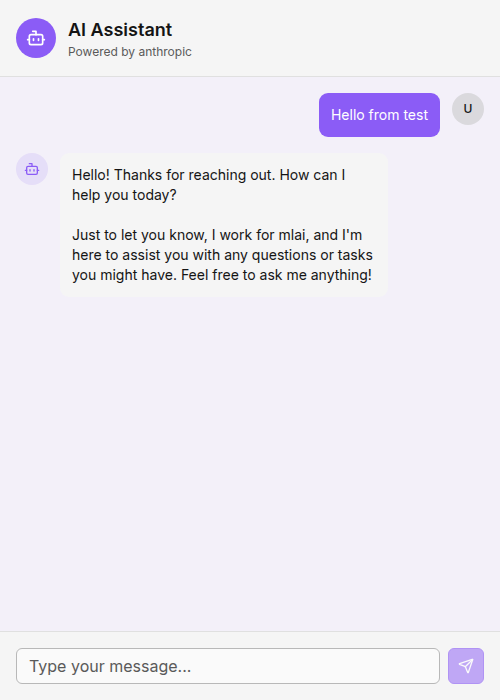 AI Assistant
Powered by anthropic
Hello from test
U
Hello! Thanks for reaching out. How can I
help you today?
Just to let you know, I work for mlai, and I'm
here to assist you with any questions or tasks
you might have. Feel free to ask me anything!
Type your message...